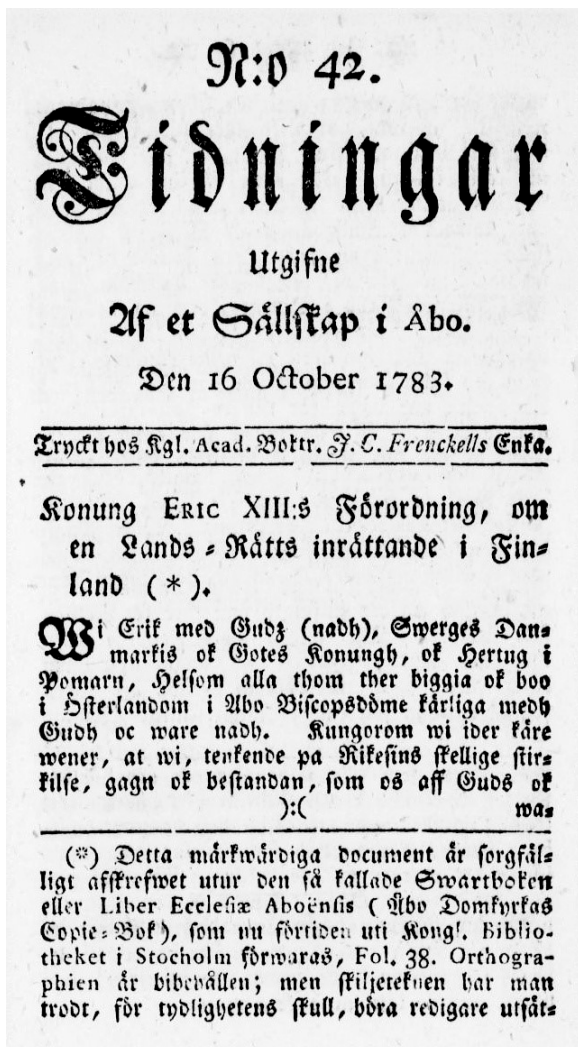 N:o 42.
Tidningar
Utgifne
Af et Sällskap i Åbo.
Den 16 October 1783.
Tryckt hos Kgl. Acad. Boktr. J. C. Frenckells Enka.
Konung ERIC XIII:s Förordning, om
en Lands-Rätts inrättande i Fin-
land (*).
Wi Erik med Gudz (nadh), Swerges Dan-
markis ok Gotes Konungh, ok Hertug i
Pomarn, Helsom alla thom ther biggia ok boo
i Österlandom i Abo Biscopsdöme kärliga medh
Gudh oc ware nadh. Kungorom wi ider käre
wener, at wi, tenkende pa Rikesins skellige stir-
kilse, gagn ok bestandan, som os aff Guds ok
):( wa-
(*) Detta märkwärdiga document är sorgfäl-
ligt afskrefwet utur den så kallade Swartboken
eller Liber Ecclesiæ Aboënsis (Åbo Domkyrkas
Copie-Bok), som nu förtiden uti Kongl. Biblio-
theket i Stocholm förwaras, Fol. 38. Orthogra-
phien är bibehållen; men skiljeteknen har man
trodt, för tydlighetens skull, böra redigare utsät-